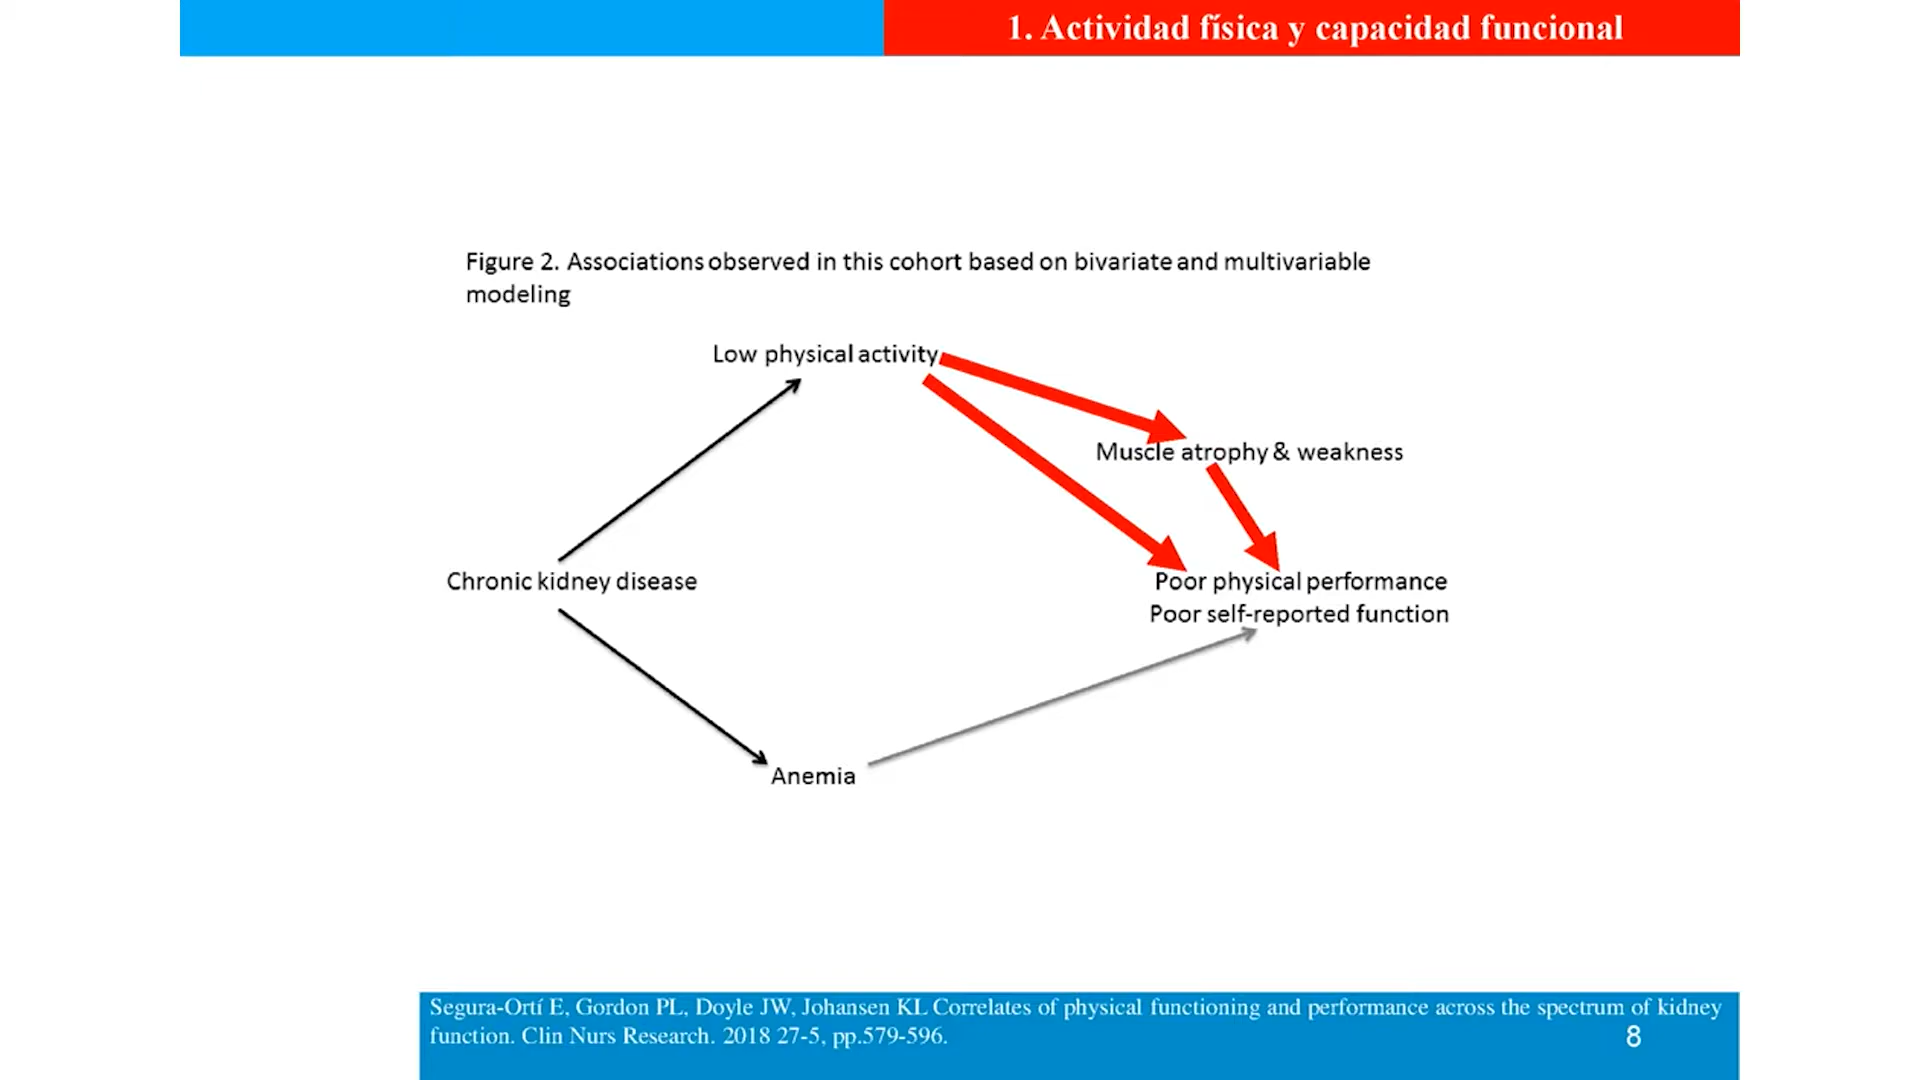 1. Actividad física y capacidad funcional
Figure 2. Associations observed in this cohort based on bivariate and multivariable
modeling
Low physical activity
Muscle atrophy & weakness
Chronic kidney disease
Poor physical performance
Poor self-reported function
Anemia
Segura-Ortí E, Gordon PL, Doyle JW, Johansen KL Correlates of physical functioning and performance across the spectrum of kidney
function. Clin Nurs Research. 2018 27-5, pp.579-596.
8